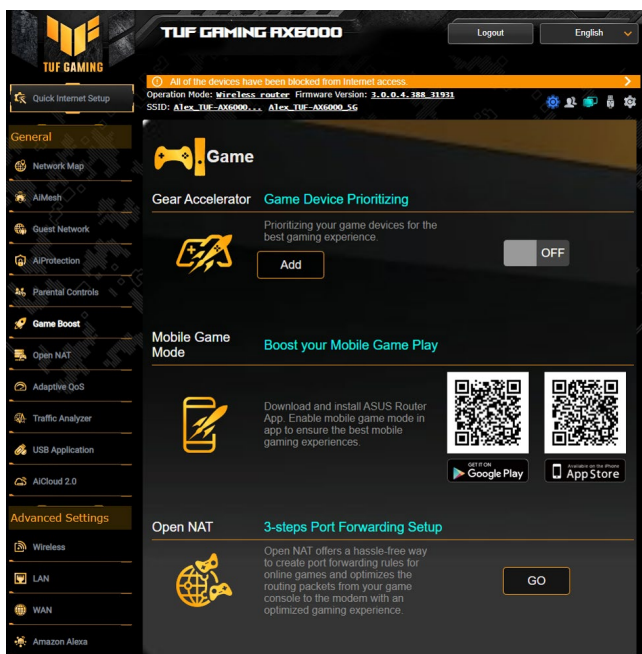 TUF GAMING
TUF GAMING AX6000
Logout
English
All of the devices have been blocked from Internet access.
Quick Internet Setup
Operation Mode: Wireless router Firmware Version: 3.0.0.4.388_31931
SSID: Alex_TUF-AX6000... Alex_TUF-AX6000_5G
General
Network Map
AiMesh
Guest Network
AiProtection
Parental Controls
Game Boost
Open NAT
Adaptive QoS
Traffic Analyzer
USB Application
AiCloud 2.0
Advanced Settings
Wireless
LAN
WAN
Amazon Alexa
Game
Gear Accelerator
Game Device Prioritizing
Prioritizing your game devices for the
best gaming experience.
Add
OFF
Mobile Game
Mode
Boost your Mobile Game Play
Download and install ASUS Router
App. Enable mobile game mode in
app to ensure the best mobile
gaming experiences.
GET IT ON
Google Play
Available on the iPhone
App Store
Open NAT
3-steps Port Forwarding Setup
Open NAT offers a hassle-free way
to create port forwarding rules for
online games and optimizes the
routing packets from your game
console to the modem with an
optimized gaming experience.
GO